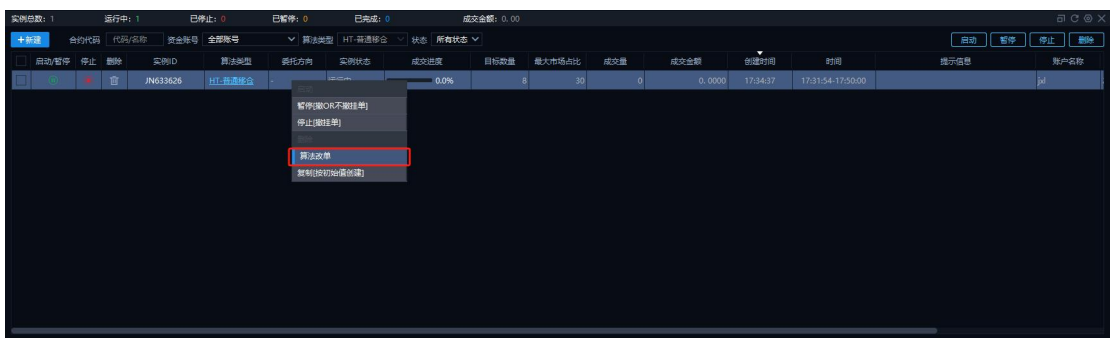 实例总数: 1 运行中: 1 已停止: 0 已暂停: 0 已完成: 0 成交金额: 0.00
+新建 合约代码 代码/名称 资金账号 全部账号 算法类型 HT-普通移仓 状态 所有状态 启动 暂停 停止 删除
启动/暂停 停止 删除 实例ID 算法类型 委托方向 实例状态 成交进度 目标数量 最大市场占比 成交量 成交金额 创建时间 时间 提示信息 账户名称
JN633626 HT-普通移仓 - 运行中 0.0% 8 30 0 0.0000 17:34:37 17:31:54-17:50:00 jxl
启动
暂停[撤OR不撤挂单]
停止[撤挂单]
删除
算法改单
复制[按初始值创建]